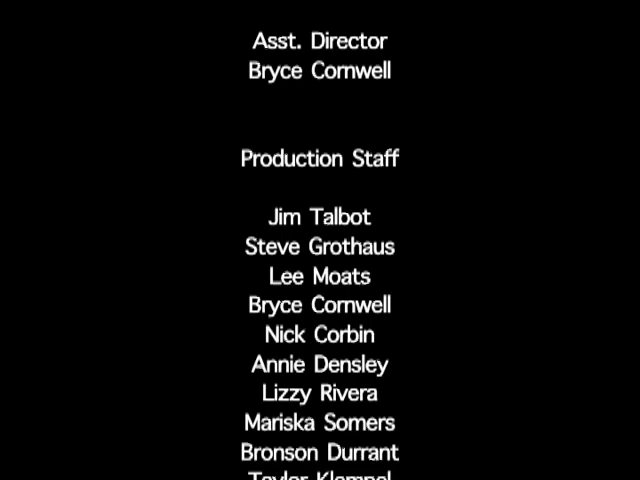 Asst. Director
Bryce Cornwell
Production Staff
Jim Talbot
Steve Grothaus
Lee Moats
Bryce Cornwell
Nick Corbin
Annie Densley
Lizzy Rivera
Mariska Somers
Bronson Durrant
Taylor